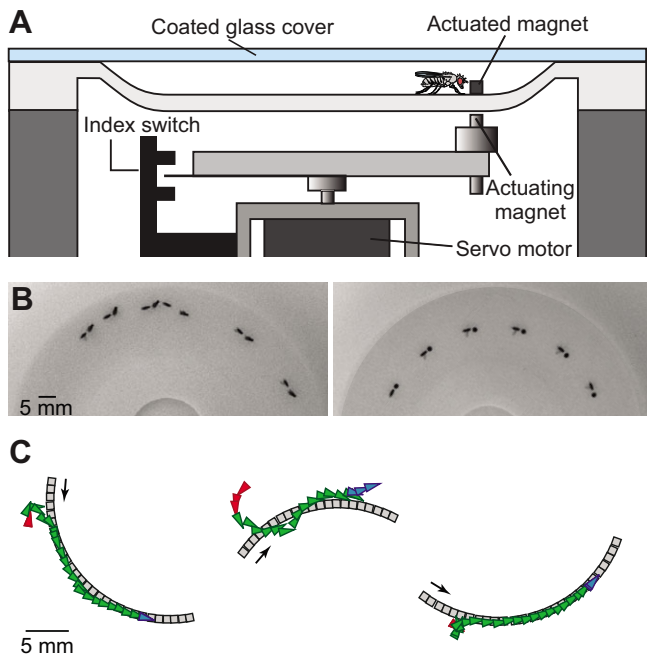 A
Coated glass cover
Actuated magnet
Index switch
Actuating
magnet
Servo motor
B
5 mm
C
5 mm